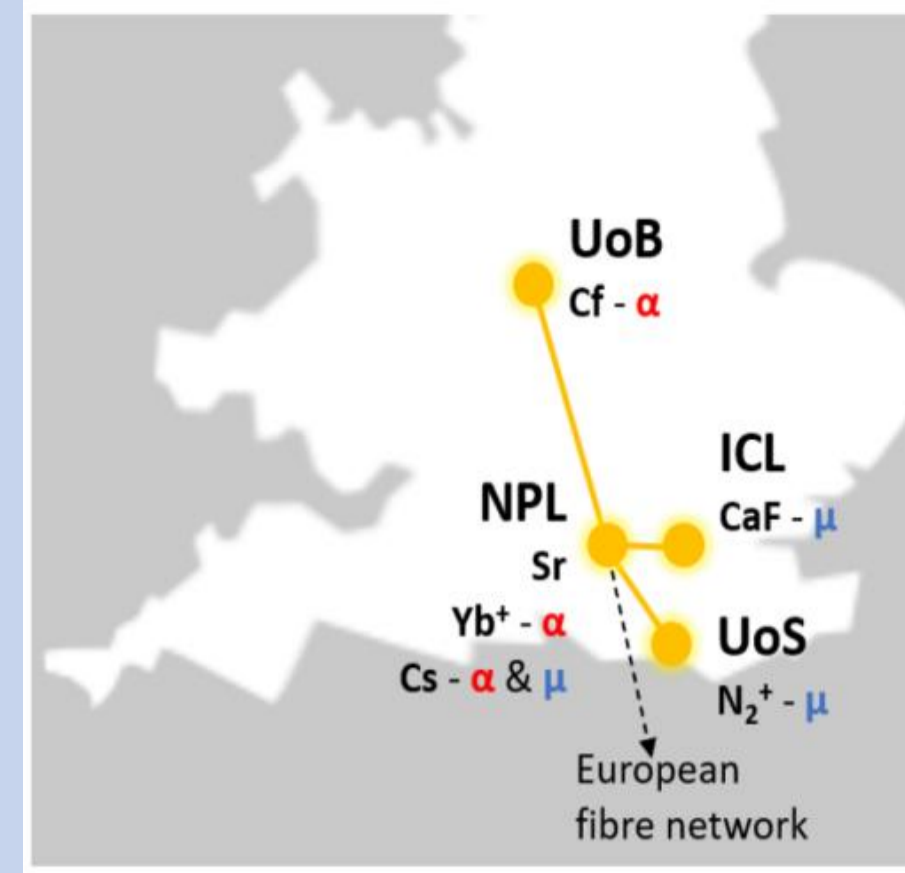 UoB
Cf - α
ICL
CaF - μ
NPL
Sr
Yb⁺ - α
Cs - α & μ
UoS
N₂⁺ - μ
European
fibre network